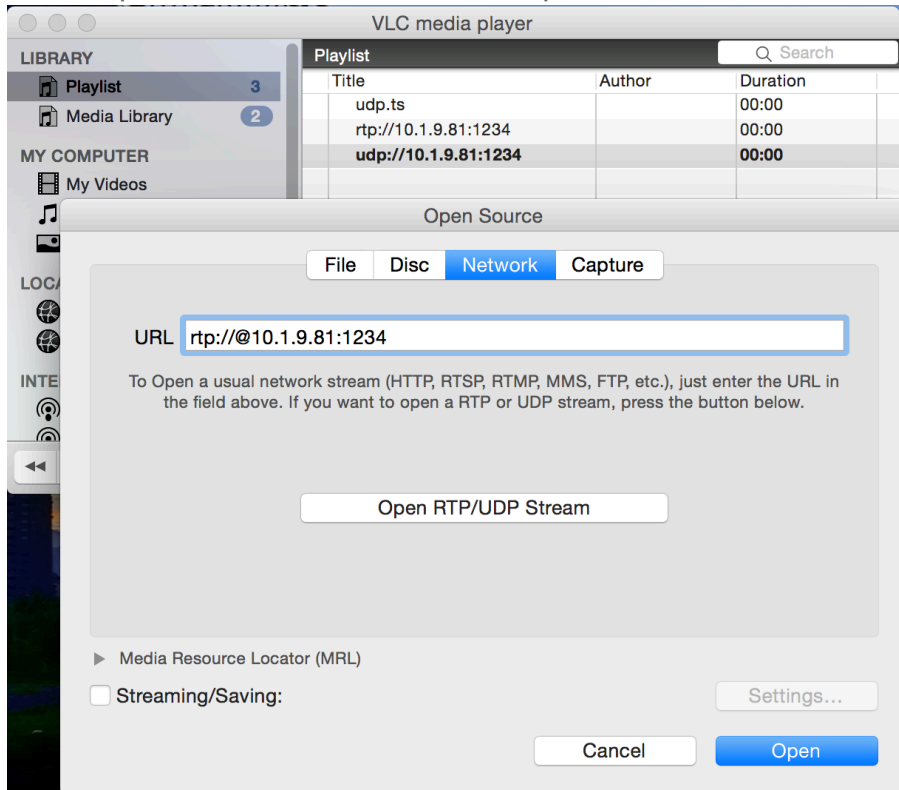 VLC media player
LIBRARY
Playlist 3
Media Library 2
MY COMPUTER
My Videos
LOCA
INTE
Playlist
Search
Title Author Duration
udp.ts 00:00
rtp://10.1.9.81:1234 00:00
udp://10.1.9.81:1234 00:00
Open Source
File Disc Network Capture
URL rtp://@10.1.9.81:1234
To Open a usual network stream (HTTP, RTSP, RTMP, MMS, FTP, etc.), just enter the URL in
the field above. If you want to open a RTP or UDP stream, press the button below.
Open RTP/UDP Stream
Media Resource Locator (MRL)
Streaming/Saving:
Settings...
Cancel Open